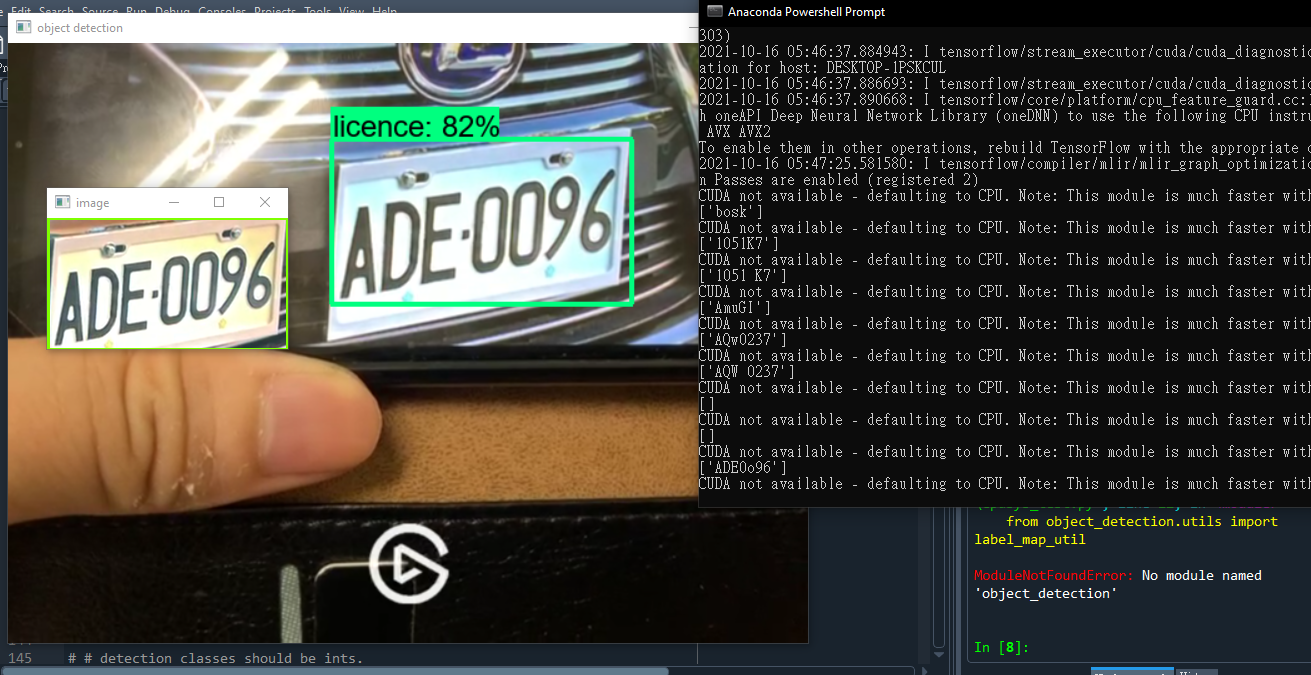 Edit Search Source Run Debug Consoles Projects Tools View Help
object detection
licence: 82%
ADE·0096
image
ADE·0096
Anaconda Powershell Prompt
303)
2021-10-16 05:46:37.884943: I tensorflow/stream_executor/cuda/cuda_diagnostic
ation for host: DESKTOP-1PSKCUL
2021-10-16 05:46:37.886693: I tensorflow/stream_executor/cuda/cuda_diagnostic
2021-10-16 05:46:37.890668: I tensorflow/core/platform/cpu_feature_guard.cc:
h oneAPI Deep Neural Network Library (oneDNN) to use the following CPU instru
AVX AVX2
To enable them in other operations, rebuild TensorFlow with the appropriate c
2021-10-16 05:47:25.581580: I tensorflow/compiler/mlir/mlir_graph_optimizatio
n Passes are enabled (registered 2)
CUDA not available - defaulting to CPU. Note: This module is much faster with
['bosk']
CUDA not available - defaulting to CPU. Note: This module is much faster with
['1051K7']
CUDA not available - defaulting to CPU. Note: This module is much faster with
['1051 K7']
CUDA not available - defaulting to CPU. Note: This module is much faster with
['AmuGI']
CUDA not available - defaulting to CPU. Note: This module is much faster with
['AQw0237']
CUDA not available - defaulting to CPU. Note: This module is much faster with
['AQW 0237']
CUDA not available - defaulting to CPU. Note: This module is much faster with
[]
CUDA not available - defaulting to CPU. Note: This module is much faster with
[]
CUDA not available - defaulting to CPU. Note: This module is much faster with
['ADE0o96']
CUDA not available - defaulting to CPU. Note: This module is much faster with
from object_detection.utils import
label_map_util
ModuleNotFoundError: No module named
'object_detection'
In [8]:
145 # # detection classes should be ints.